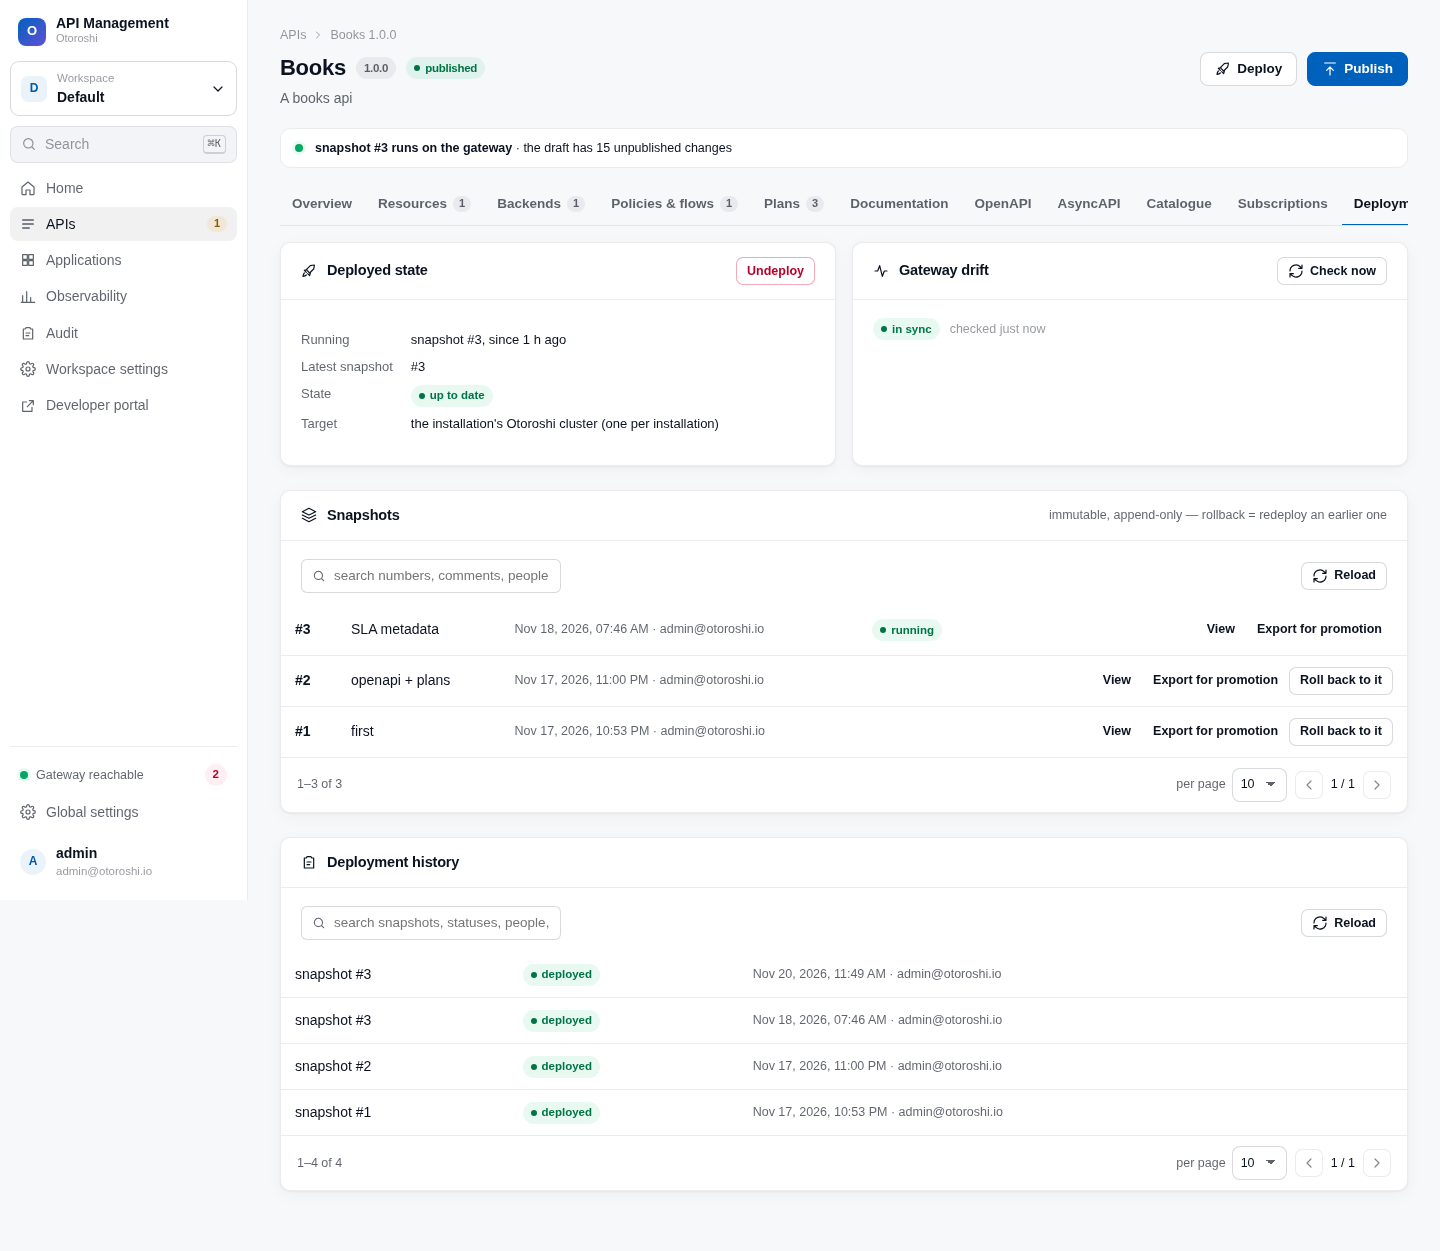 O
API Management
Otoroshi
D
Workspace
Default
Search
⌘K
Home
APIs 1
Applications
Observability
Audit
Workspace settings
Developer portal
Gateway reachable 2
Global settings
A
admin
admin@otoroshi.io
APIs Books 1.0.0
Books 1.0.0 published
Deploy Publish
A books api
snapshot #3 runs on the gateway · the draft has 15 unpublished changes
Overview Resources 1 Backends 1 Policies & flows 1 Plans 3 Documentation OpenAPI AsyncAPI Catalogue Subscriptions Deploym
Deployed state Undeploy
Running snapshot #3, since 1 h ago
Latest snapshot #3
State up to date
Target the installation's Otoroshi cluster (one per installation)
Gateway drift Check now
in sync checked just now
Snapshots immutable, append-only — rollback = redeploy an earlier one
search numbers, comments, people Reload
#3 SLA metadata Nov 18, 2026, 07:46 AM · admin@otoroshi.io running View Export for promotion
#2 openapi + plans Nov 17, 2026, 11:00 PM · admin@otoroshi.io View Export for promotion Roll back to it
#1 first Nov 17, 2026, 10:53 PM · admin@otoroshi.io View Export for promotion Roll back to it
1–3 of 3 per page 10 1 / 1
Deployment history
search snapshots, statuses, people, Reload
snapshot #3 deployed Nov 20, 2026, 11:49 AM · admin@otoroshi.io
snapshot #3 deployed Nov 18, 2026, 07:46 AM · admin@otoroshi.io
snapshot #2 deployed Nov 17, 2026, 11:00 PM · admin@otoroshi.io
snapshot #1 deployed Nov 17, 2026, 10:53 PM · admin@otoroshi.io
1–4 of 4 per page 10 1 / 1